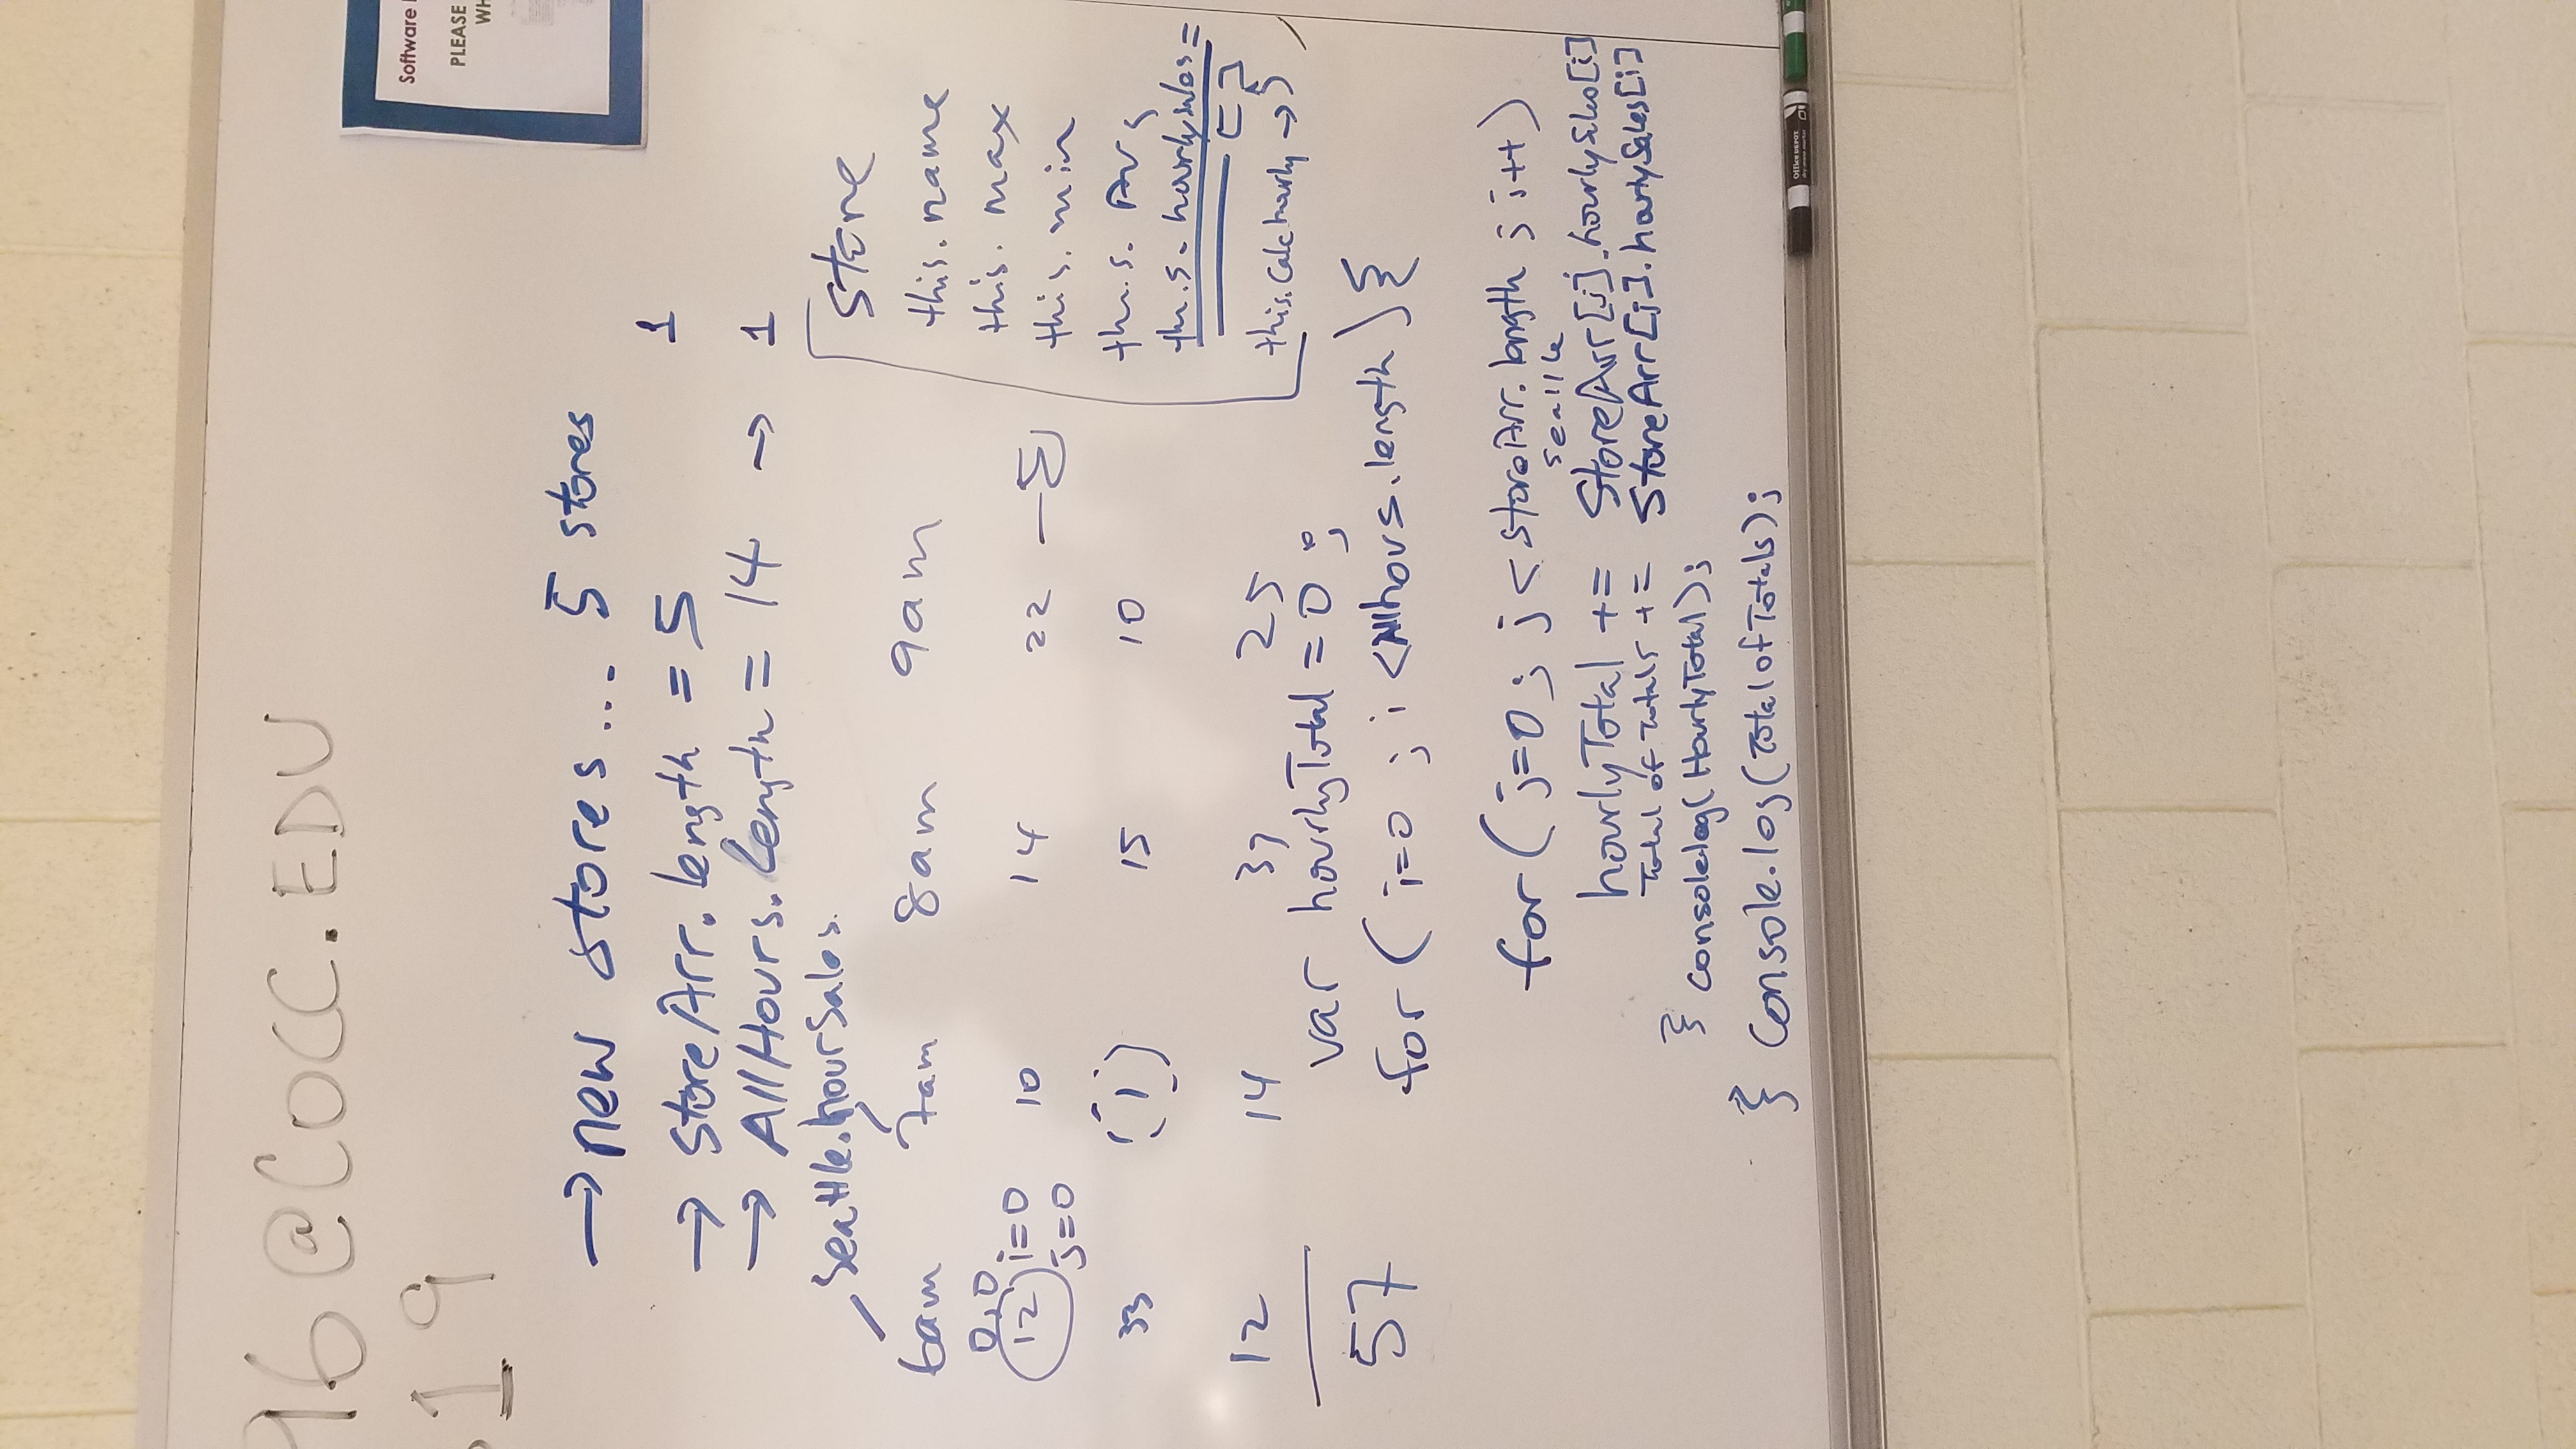 96@COCC.EDU
19
Software
PLEASE
WH
→ new stores... 5 stores
→ StoreArr.length = 5 1
→ AllHours.length = 14 → 1
Seattle.hourSales.
6am 7am 8am 9am
0,0
12 i=0 10 14 22 -Σ
j=0
33 1 15 10
12 14 37 25
57
store
this.name
this.max
this.min
this.Avg
this.hourlysales =
[ ]
this.Calchourly →
var hourlyTotal = 0 ;
for ( i=0 ; i <Allhours.length ) {
for ( j=0 ; j < storeArr.length ; i++ )
seattle
hourlyTotal += StoreArr[j].hourlySales[i]
Total of Totals += StoreArr[j].hourlySales[i]
} console.log( HourlyTotal ) ;
} Console.log(TotalofTotals) ;
Office DEPOT